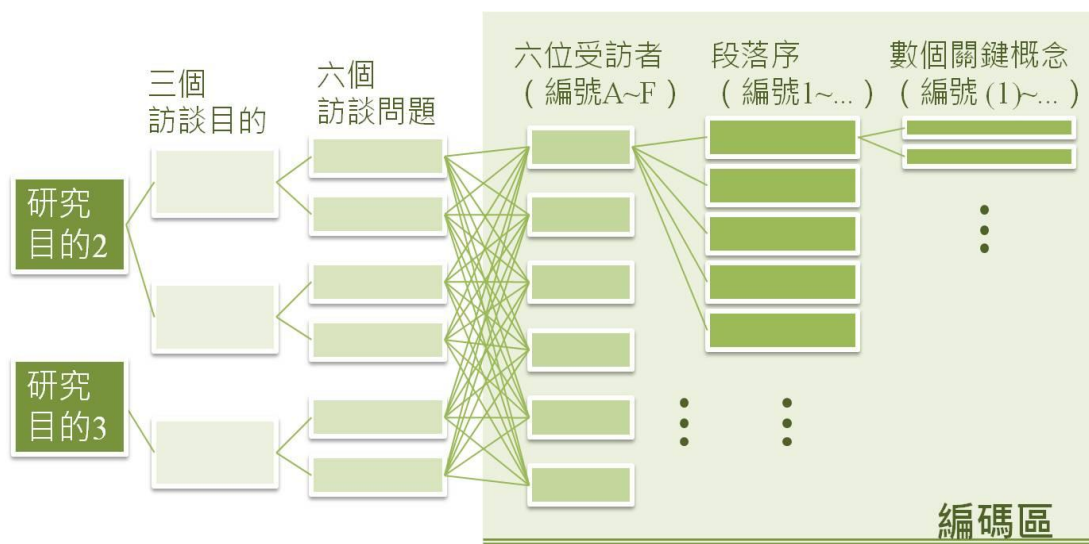 三個
訪談目的
六個
訪談問題
六位受訪者
（編號A~F）
段落序
（編號1~...）
數個關鍵概念
（編號 (1)~...）
研究
目的2
研究
目的3
編碼區